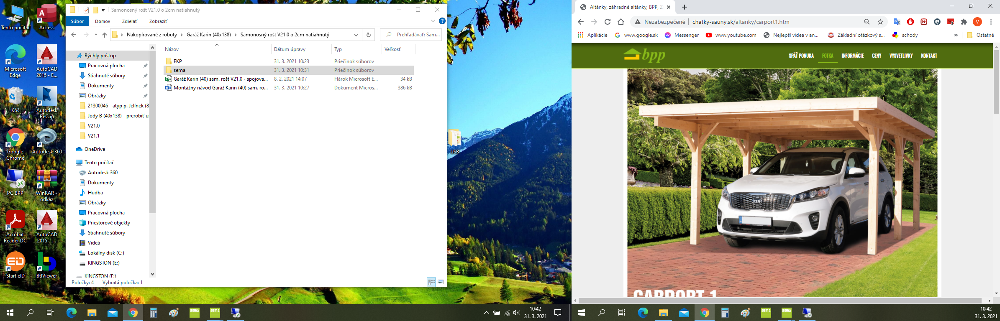 Tento počítač
Access
Microsoft
Edge
AutoCAD
2015 - E...
Kôš
Autodesk
ReCap
Google
Chrome
Autodesk 360
PC BPP
WinRAR -
odkaz
Acrobat
Reader DC
AutoCAD
2015 – ...
Štart eID
BtlViewer
USB
Samonosný rošt V21.0 o 2cm natiahnutý
Súbor
Domov
Zdieľať
Zobraziť
Nakopírované z roboty
Garáž Karin (40x138)
Samonosný rošt V21.0 o 2cm natiahnutý
Prehľadávať: Sam...
Názov
Dátum úpravy
Typ
Veľkosť
EKP 31. 3. 2021 10:23 Priečinok súborov
sema 31. 3. 2021 10:31 Priečinok súborov
Garáž Karin (40) sam. rošt V21.0 - spojova... 8. 2. 2021 14:07 Hárok Microsoft E... 34 kB
Montážny návod Garáž Karin (40) sam. ro... 31. 3. 2021 10:27 Dokument Micros... 386 kB
Rýchly prístup
Pracovná plocha
Stiahnuté súbory
Dokumenty
Obrázky
21300046 - atyp p. Jelínek (8
Jody B (40x138) - prerobiť u
V21.0
V21.1
OneDrive
Tento počítač
Autodesk 360
Dokumenty
Hudba
Obrázky
Pracovná plocha
Priestorové objekty
Stiahnuté súbory
Videá
Lokálny disk (C:)
KINGSTON (E:)
KINGSTON (E:)
Položky: 4
Vybratá položka: 1
10:42
31. 3. 2021
Altánky, záhradné altánky, BPP, Z
Nezabezpečené
chatky-sauny.sk/altanky/carport1.htm
V
Aplikácie
www.google.sk
Messenger
www.youtube.com
Nejlepší videa v an...
Základní otázkový s...
schody
»
Ostatné
bpp
SPÄŤ PONUKA
FOTKA
INFORMÁCIE
CENY
VYSVETLIVKY
KONTAKT
KIA
CARPORT 1
SEMA
SEMA
10:42
31. 3. 2021